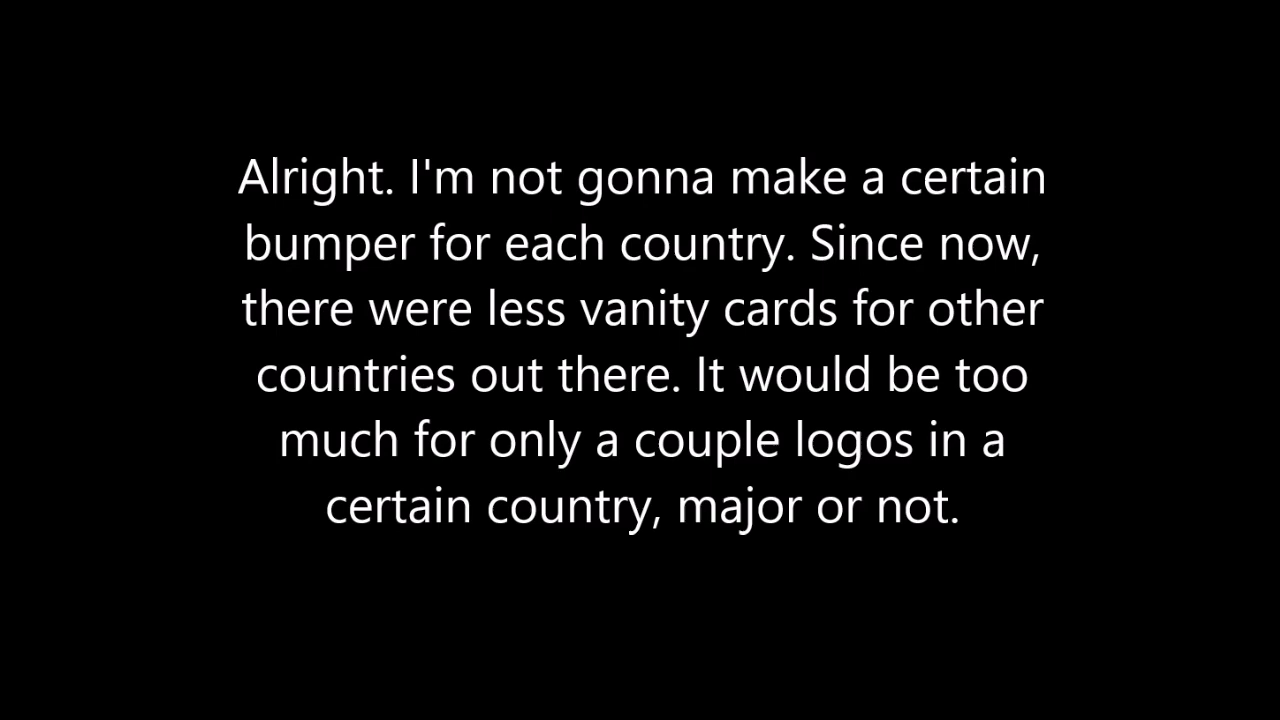 Alright. I'm not gonna make a certain
bumper for each country. Since now,
there were less vanity cards for other
countries out there. It would be too
much for only a couple logos in a
certain country, major or not.